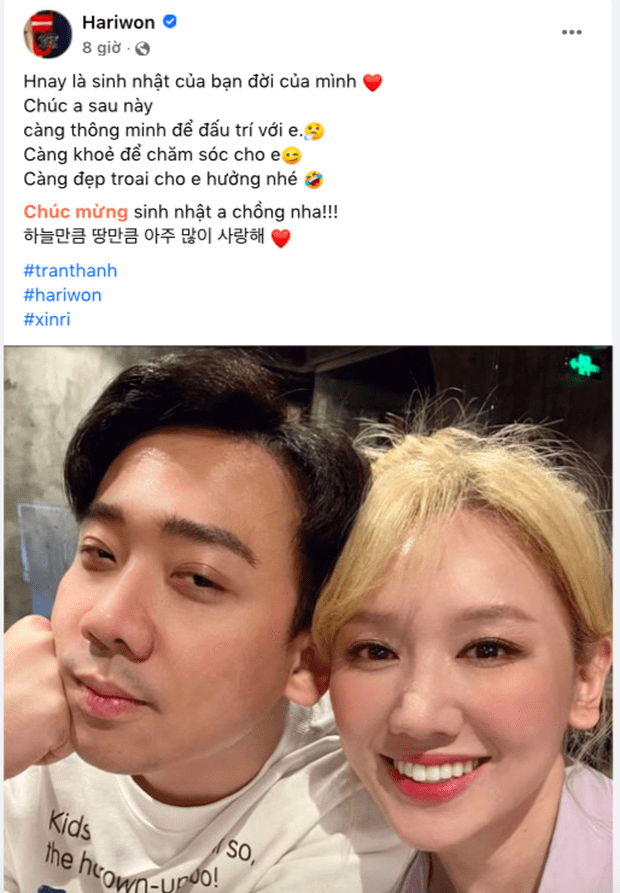 Hariwon
8 giờ ·
Hnay là sinh nhật của bạn đời của mình ❤️
Chúc a sau này
càng thông minh để đấu trí với e.🤧
Càng khoẻ để chăm sóc cho e😏
Càng đẹp troai cho e hưởng nhé 🤣
Chúc mừng sinh nhật a chồng nha!!!
하늘만큼 땅만큼 아주 많이 사랑해 ❤️
#tranthanh
#hariwon
#xinri
Kids
so,
the